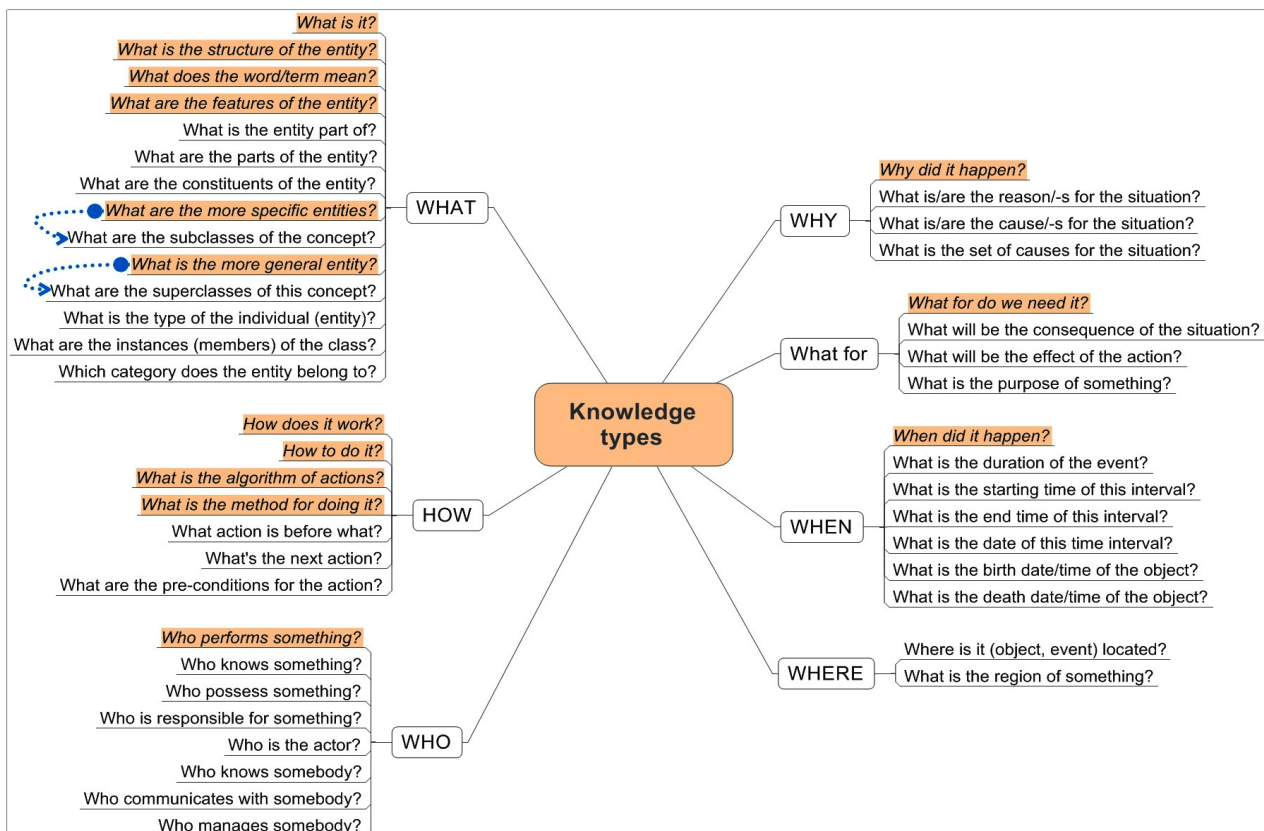 What is it?
What is the structure of the entity?
What does the word/term mean?
What are the features of the entity?
What is the entity part of?
What are the parts of the entity?
What are the constituents of the entity?
What are the more specific entities?
What are the subclasses of the concept?
What is the more general entity?
What are the superclasses of this concept?
What is the type of the individual (entity)?
What are the instances (members) of the class?
Which category does the entity belong to?
WHAT
How does it work?
How to do it?
What is the algorithm of actions?
What is the method for doing it?
What action is before what?
What's the next action?
What are the pre-conditions for the action?
HOW
Who performs something?
Who knows something?
Who possess something?
Who is responsible for something?
Who is the actor?
Who knows somebody?
Who communicates with somebody?
Who manages somebody?
WHO
Knowledge
types
WHY
Why did it happen?
What is/are the reason/-s for the situation?
What is/are the cause/-s for the situation?
What is the set of causes for the situation?
What for
What for do we need it?
What will be the consequence of the situation?
What will be the effect of the action?
What is the purpose of something?
WHEN
When did it happen?
What is the duration of the event?
What is the starting time of this interval?
What is the end time of this interval?
What is the date of this time interval?
What is the birth date/time of the object?
What is the death date/time of the object?
WHERE
Where is it (object, event) located?
What is the region of something?